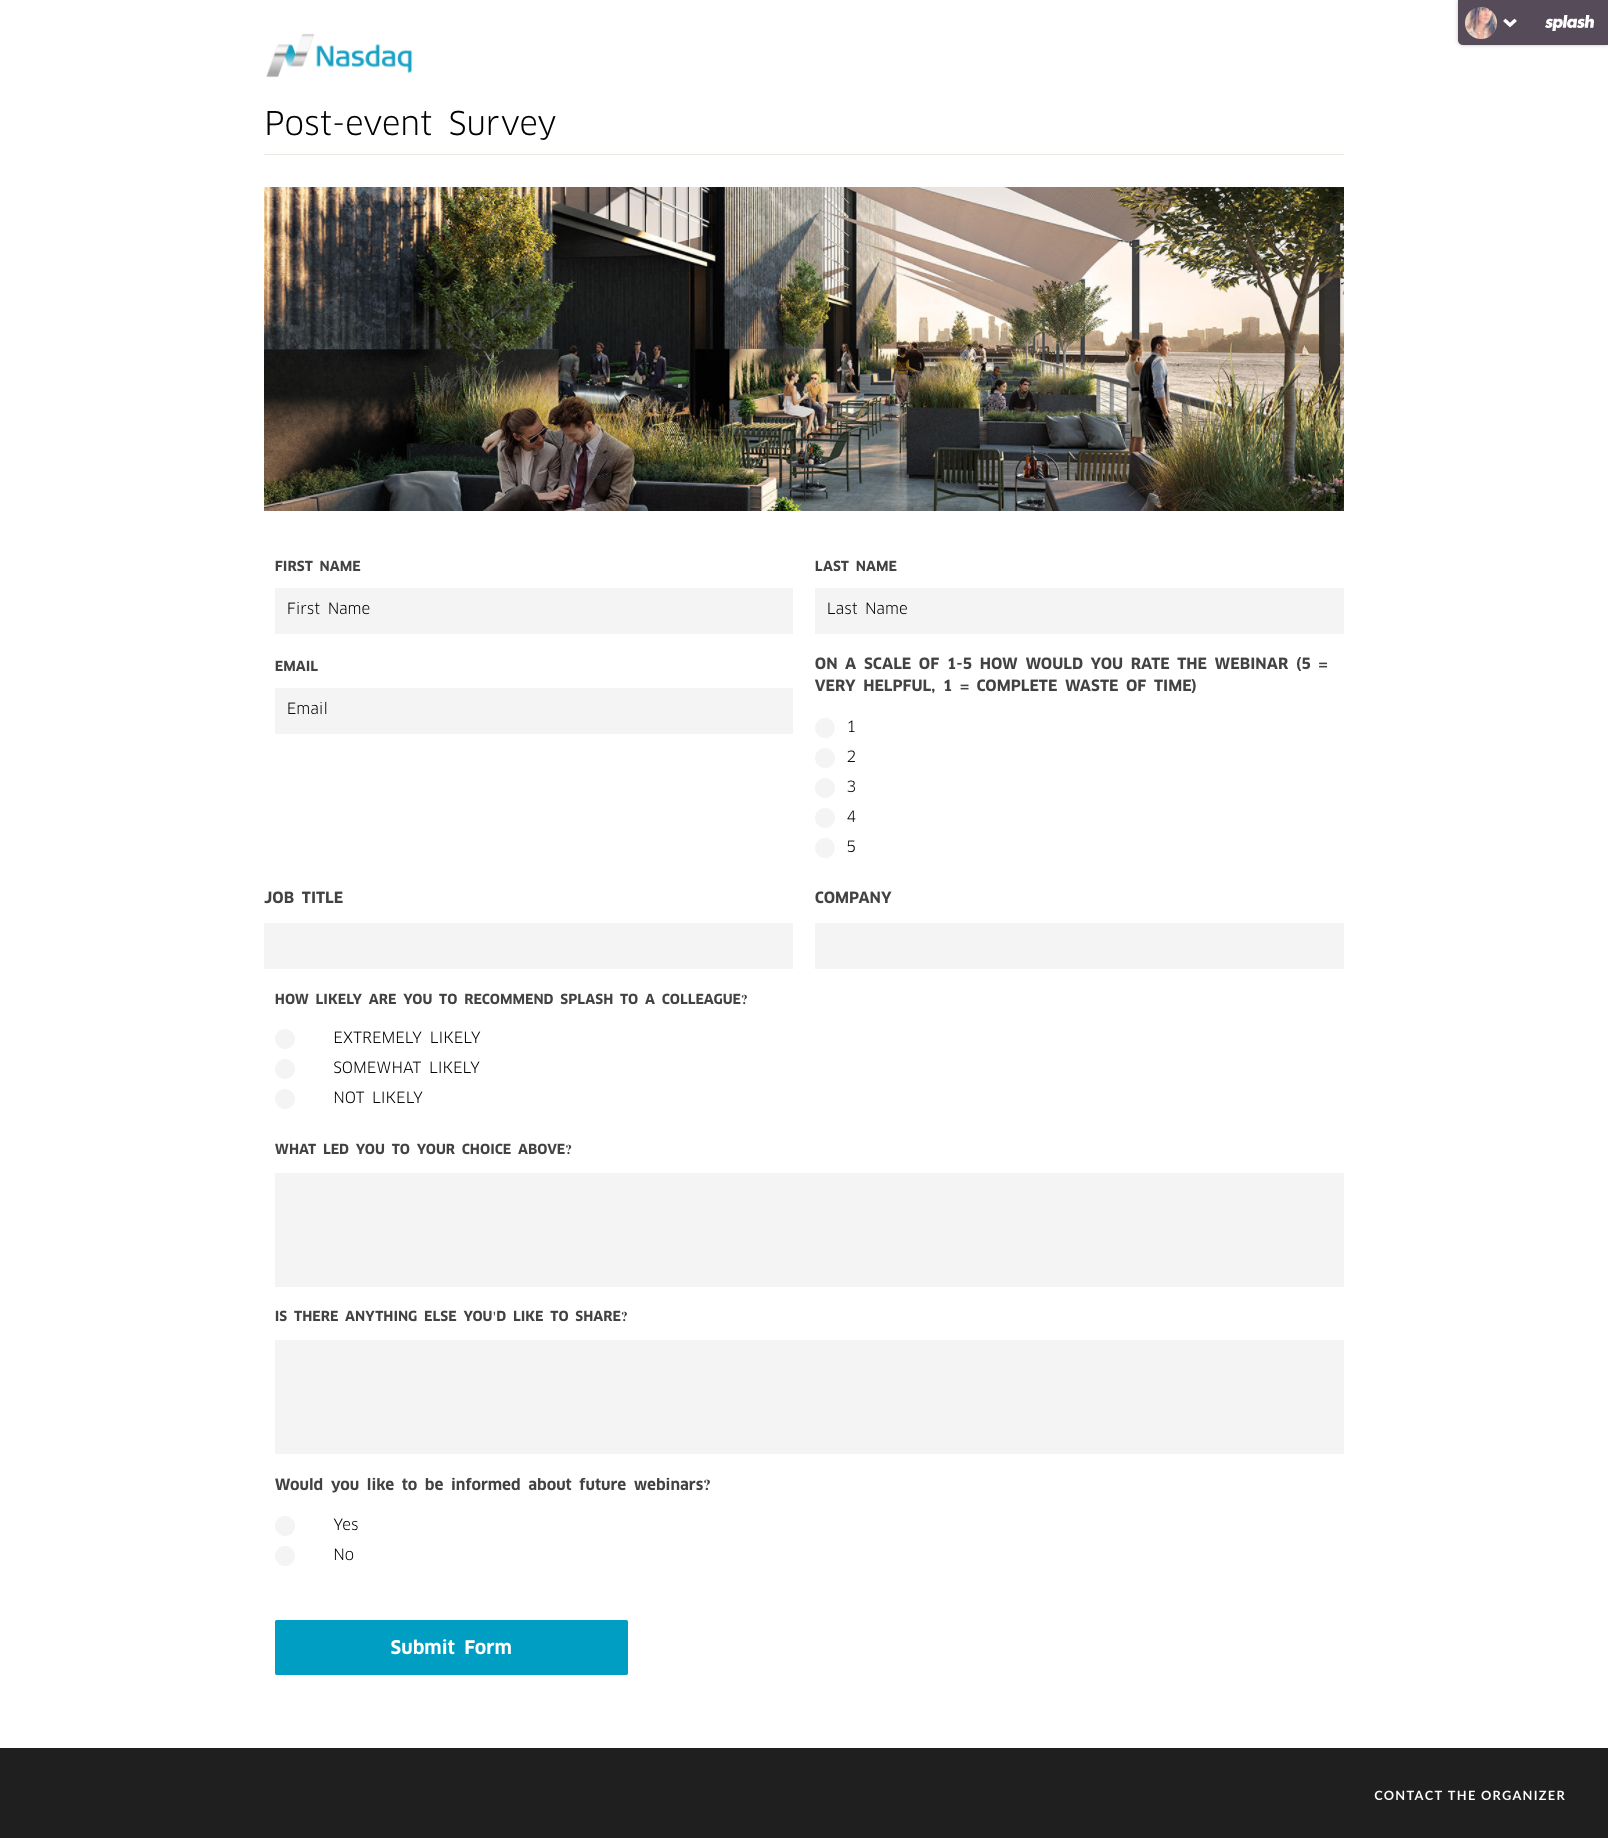 splash
Nasdaq
Post-event Survey
FIRST NAME
First Name
LAST NAME
Last Name
EMAIL
Email
ON A SCALE OF 1-5 HOW WOULD YOU RATE THE WEBINAR (5 =
VERY HELPFUL, 1 = COMPLETE WASTE OF TIME)
1
2
3
4
5
JOB TITLE
COMPANY
HOW LIKELY ARE YOU TO RECOMMEND SPLASH TO A COLLEAGUE?
EXTREMELY LIKELY
SOMEWHAT LIKELY
NOT LIKELY
WHAT LED YOU TO YOUR CHOICE ABOVE?
IS THERE ANYTHING ELSE YOU'D LIKE TO SHARE?
Would you like to be informed about future webinars?
Yes
No
Submit Form
CONTACT THE ORGANIZER